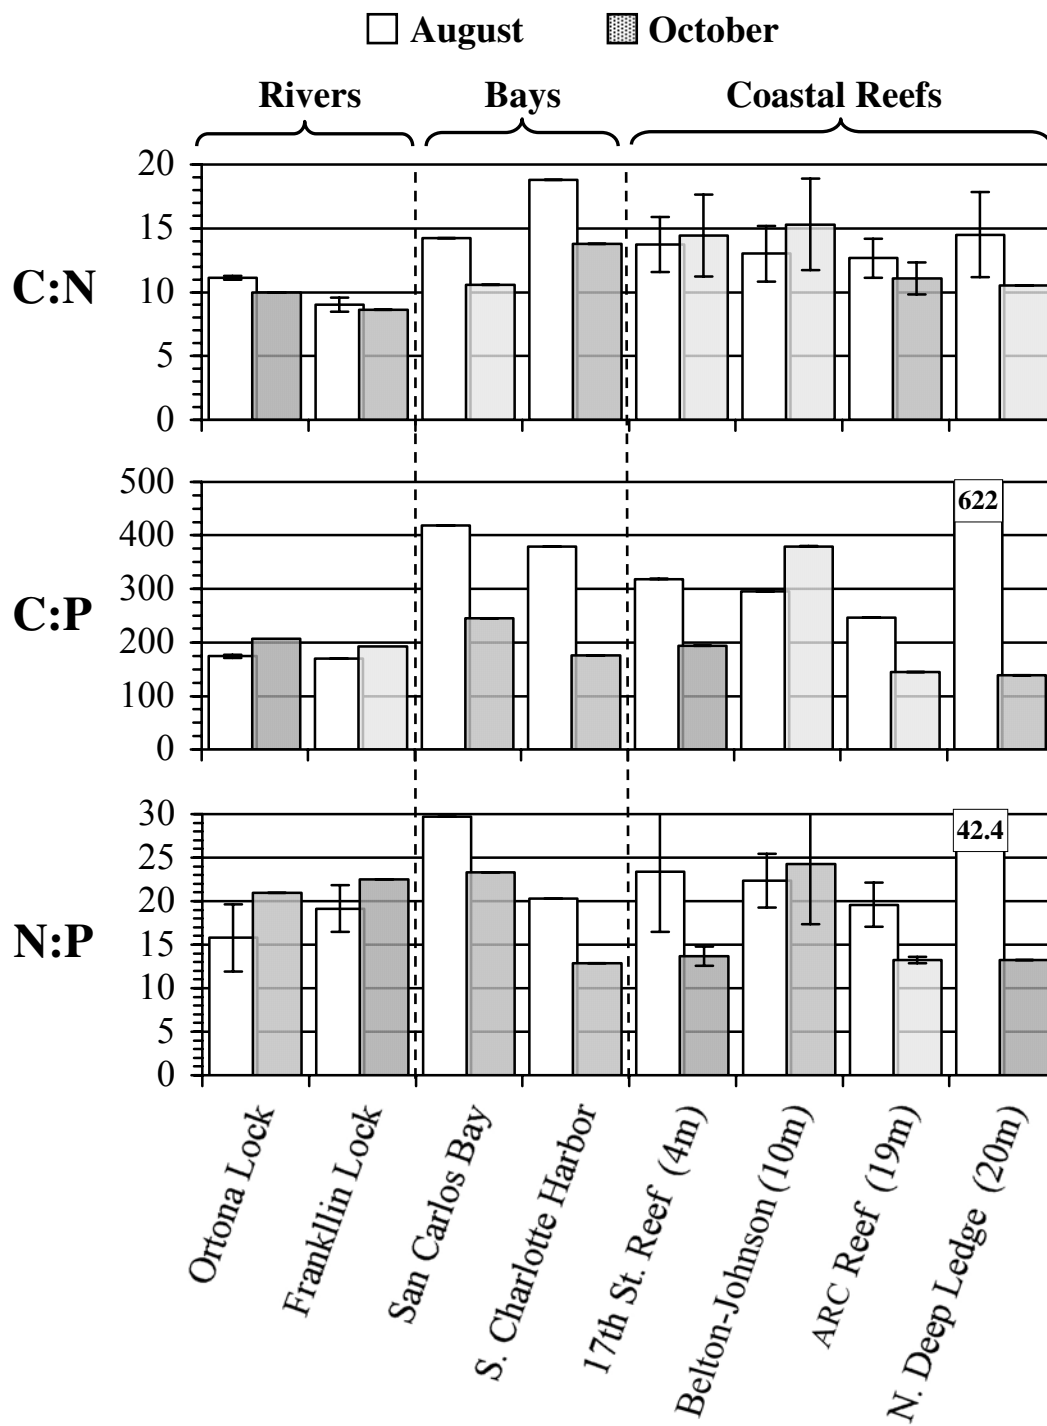 August October
Rivers Bays Coastal Reefs
C:N
20
15
10
5
0
C:P
500
400
300
200
100
0
622
N:P
30
25
20
15
10
5
0
42.4
Ortona Lock
Frankllin Lock
San Carlos Bay
S. Charlotte Harbor
17th St. Reef (4m)
Belton-Johnson (10m)
ARC Reef (19m)
N. Deep Ledge (20m)